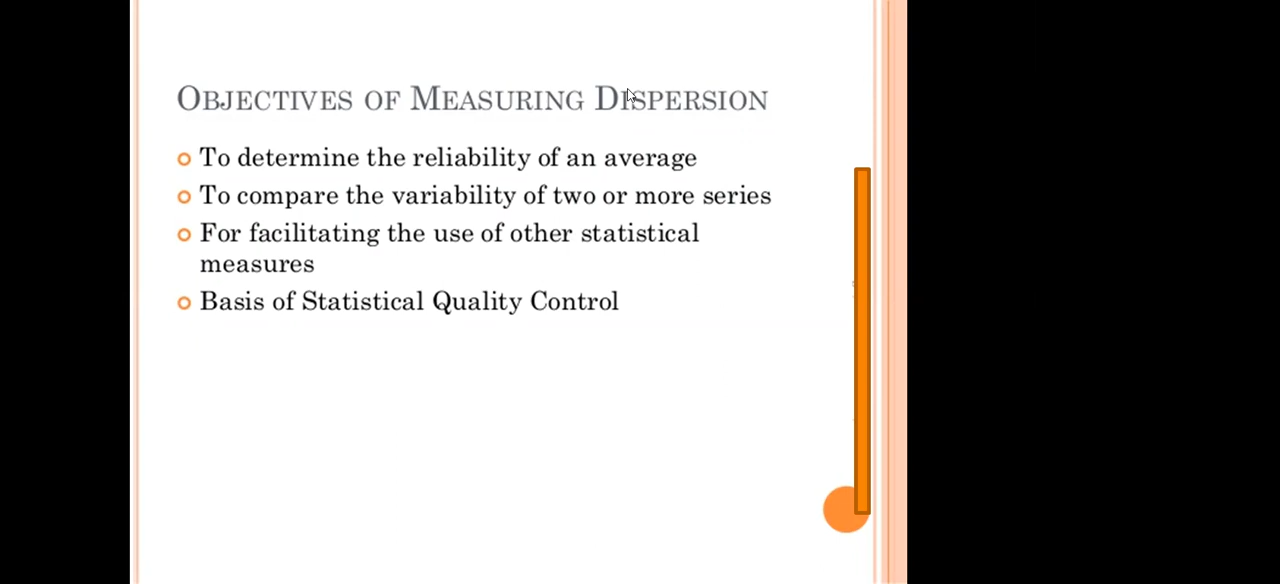 OBJECTIVES OF MEASURING DISPERSION
To determine the reliability of an average
To compare the variability of two or more series
For facilitating the use of other statistical
measures
Basis of Statistical Quality Control